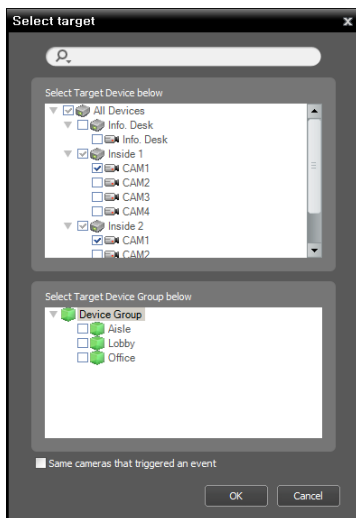 Select target
x
Select Target Device below
All Devices
Info. Desk
Info. Desk
Inside 1
CAM1
CAM2
CAM3
CAM4
Inside 2
CAM1
CAM2
Select Target Device Group below
Device Group
Aisle
Lobby
Office
Same cameras that triggered an event
OK Cancel